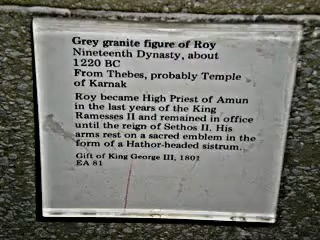 Grey granite figure of Roy
Nineteenth Dynasty, about
1220 BC
From Thebes, probably Temple
of Karnak
Roy became High Priest of Amun
in the last years of the King
Ramesses II and remained in office
until the reign of Sethos II. His
arms rest on a sacred emblem in the
form of a Hathor-headed sistrum.
Gift of King George III, 1802
EA 81